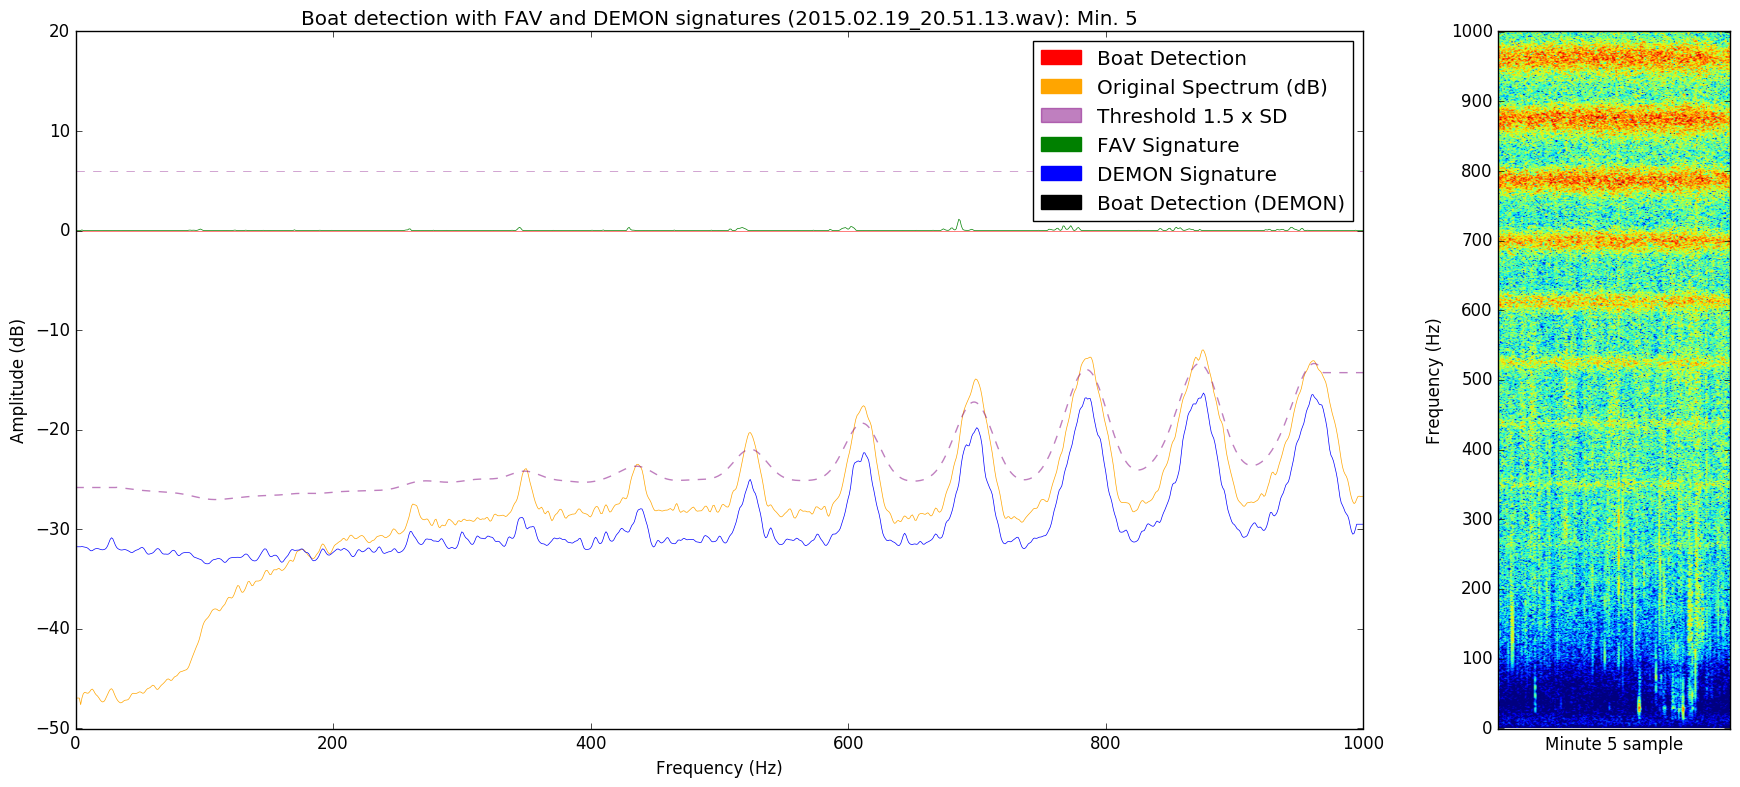 Boat detection with FAV and DEMON signatures (2015.02.19_20.51.13.wav): Min. 5
20
10
0
−10
−20
−30
−40
−50
Amplitude (dB)
Boat Detection
Original Spectrum (dB)
Threshold 1.5 x SD
FAV Signature
DEMON Signature
Boat Detection (DEMON)
0 200 400 600 800 1000
Frequency (Hz)
1000
900
800
700
600
500
400
300
200
100
0
Frequency (Hz)
Minute 5 sample